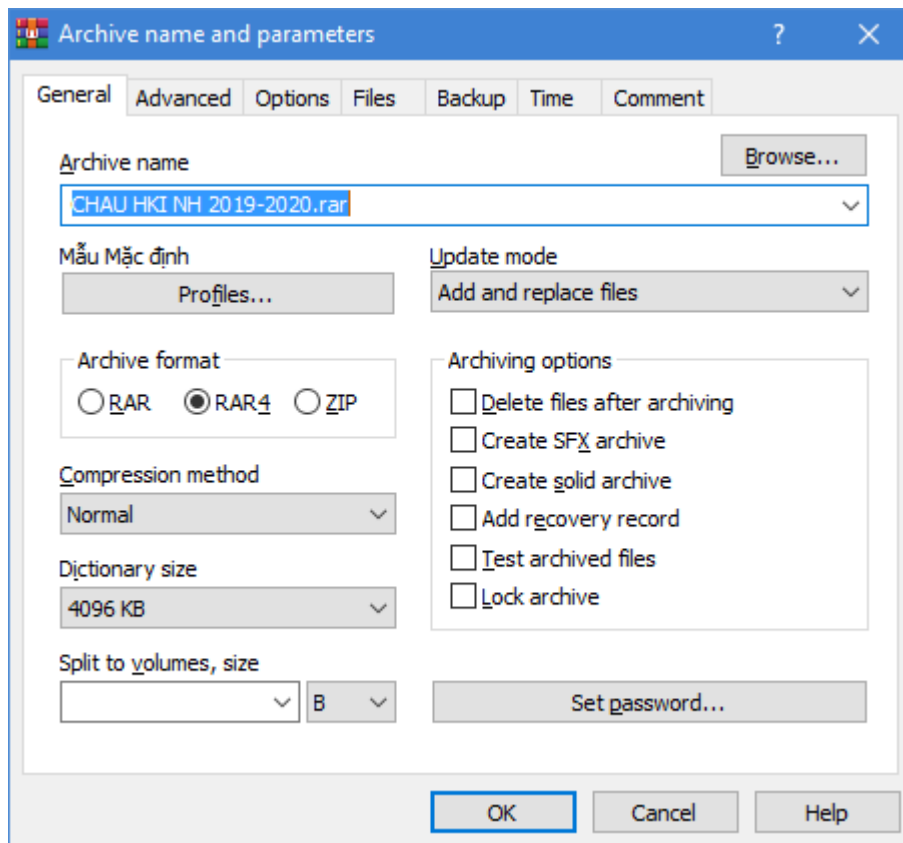 Archive name and parameters
General Advanced Options Files Backup Time Comment
Archive name
Browse...
CHAU HKI NH 2019-2020.rar
Mẫu Mặc định
Profiles...
Update mode
Add and replace files
Archive format
RAR RAR4 ZIP
Compression method
Normal
Dictionary size
4096 KB
Split to volumes, size
B
Archiving options
Delete files after archiving
Create SFX archive
Create solid archive
Add recovery record
Test archived files
Lock archive
Set password...
OK Cancel Help